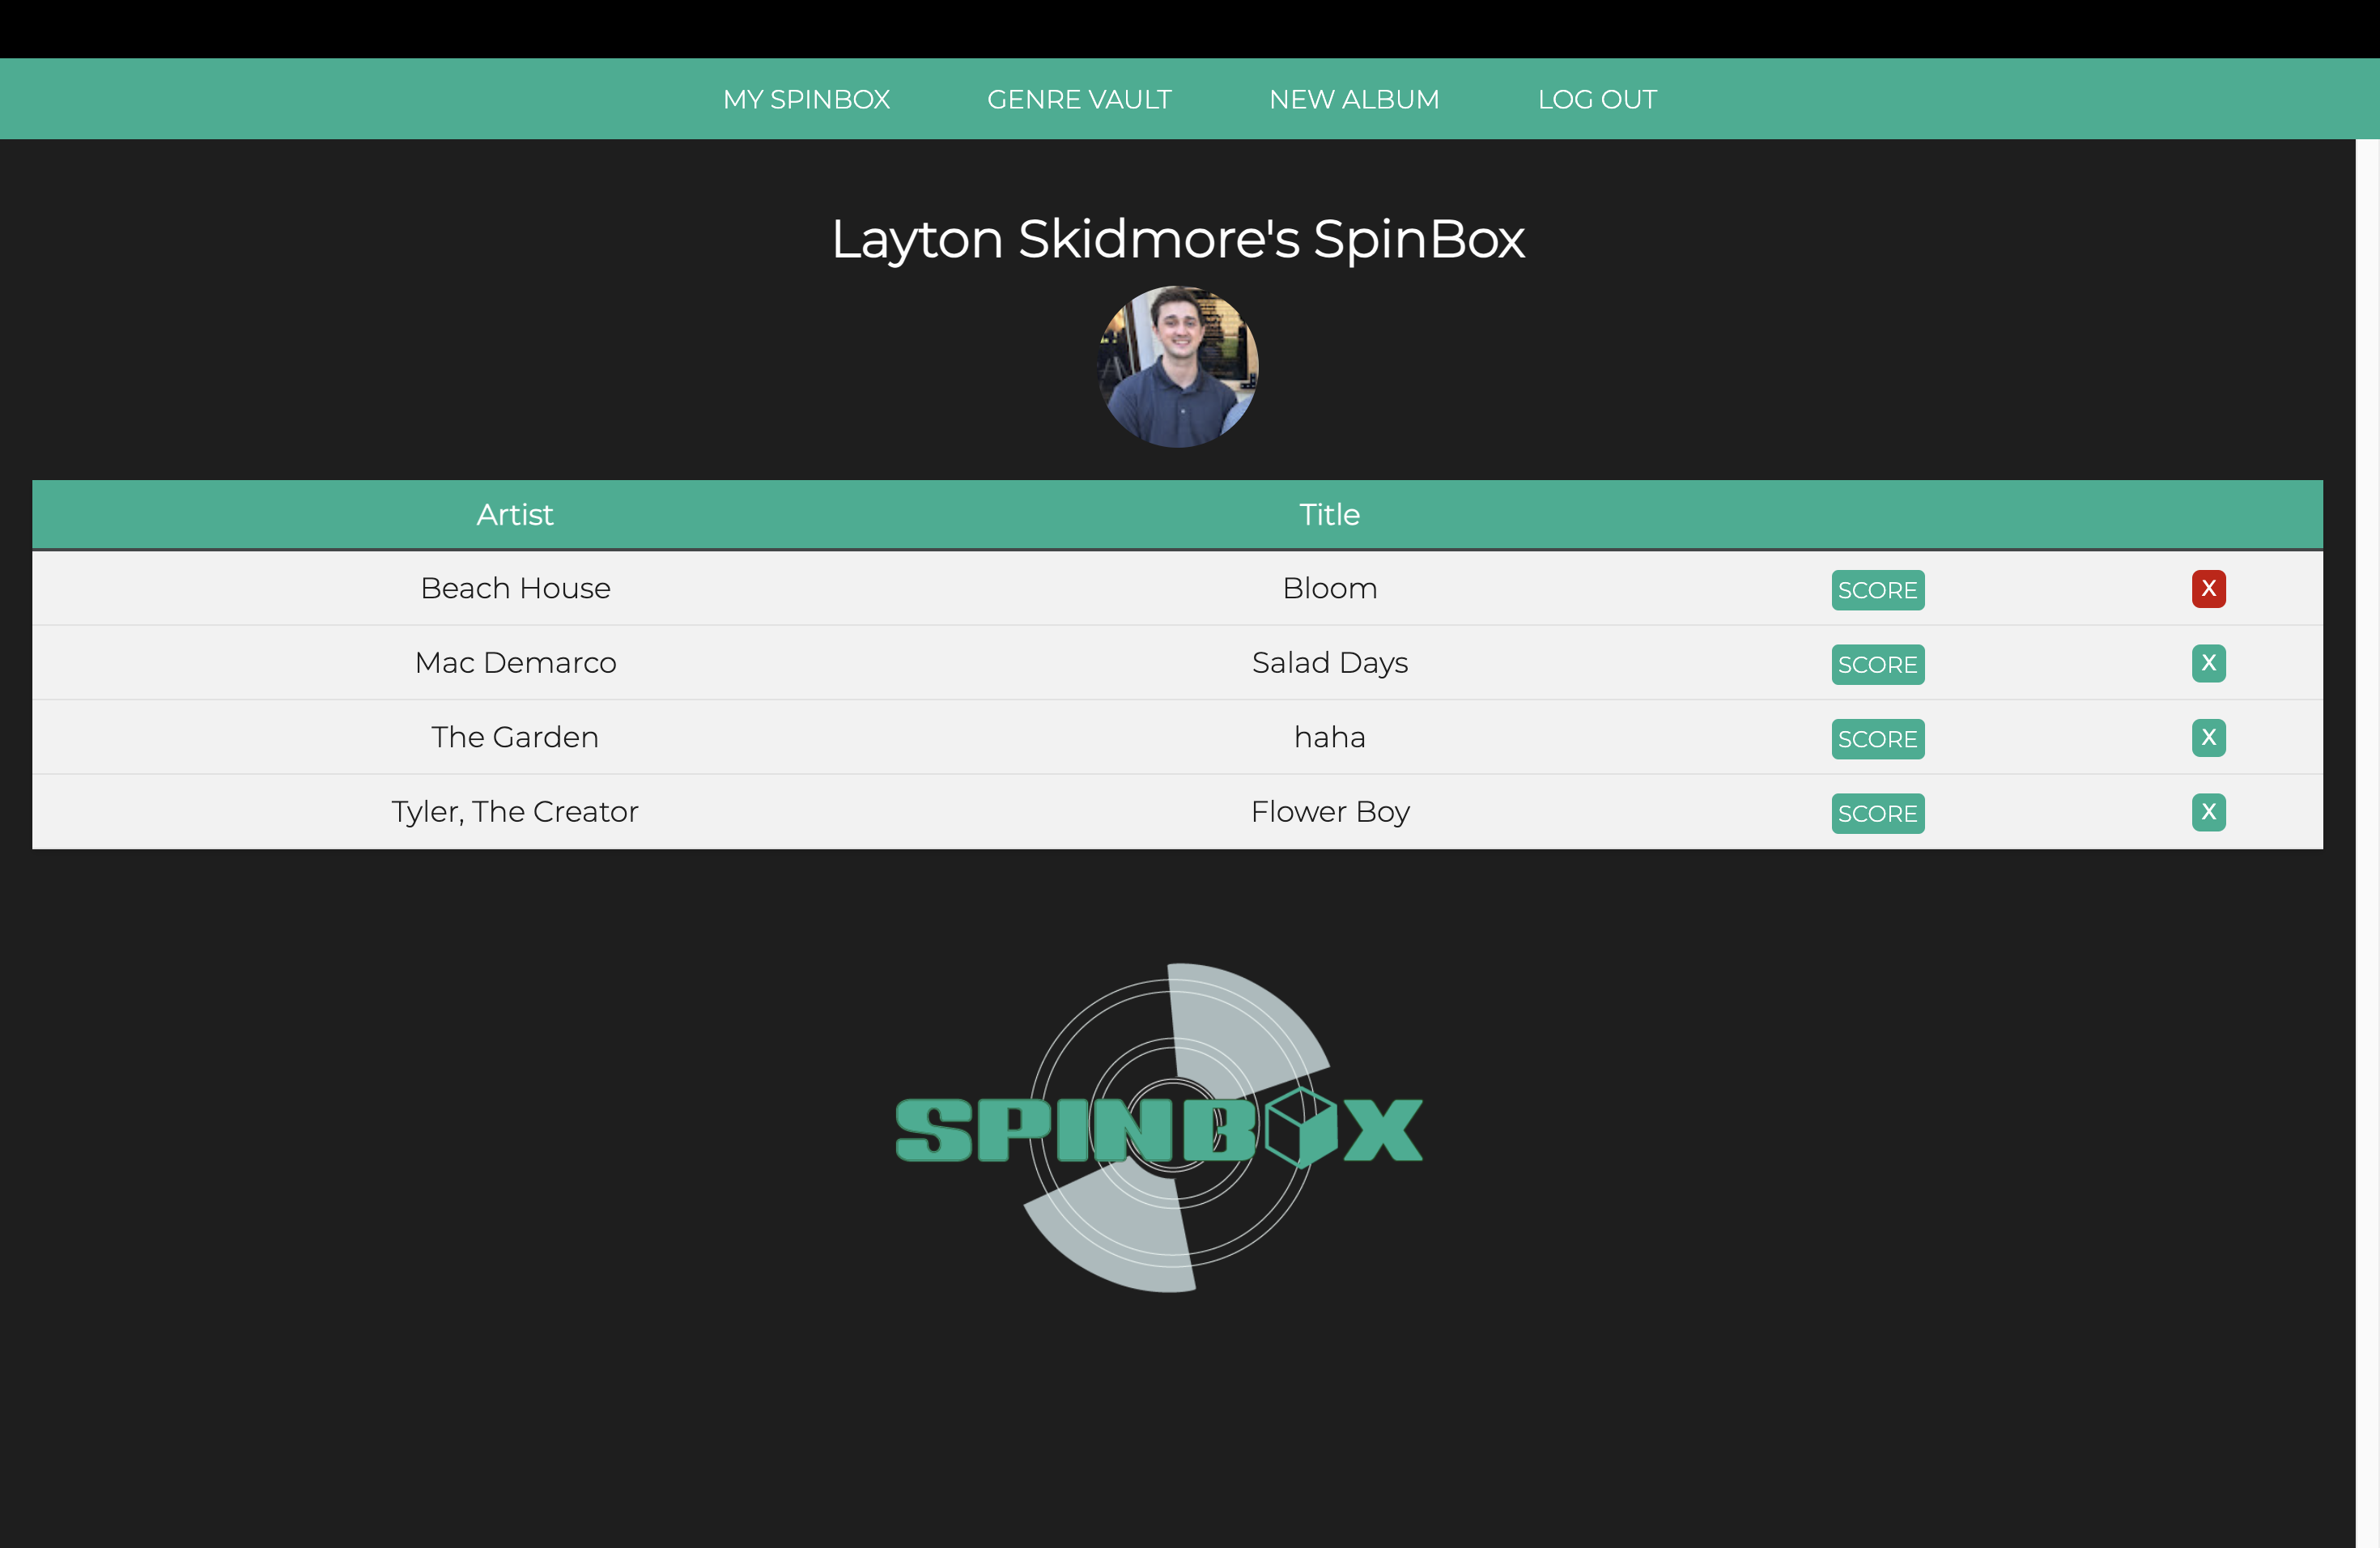 MY SPINBOX GENRE VAULT NEW ALBUM LOG OUT
Layton Skidmore's SpinBox
Artist Title
Beach House Bloom SCORE X
Mac Demarco Salad Days SCORE X
The Garden haha SCORE X
Tyler, The Creator Flower Boy SCORE X
SPINBOX